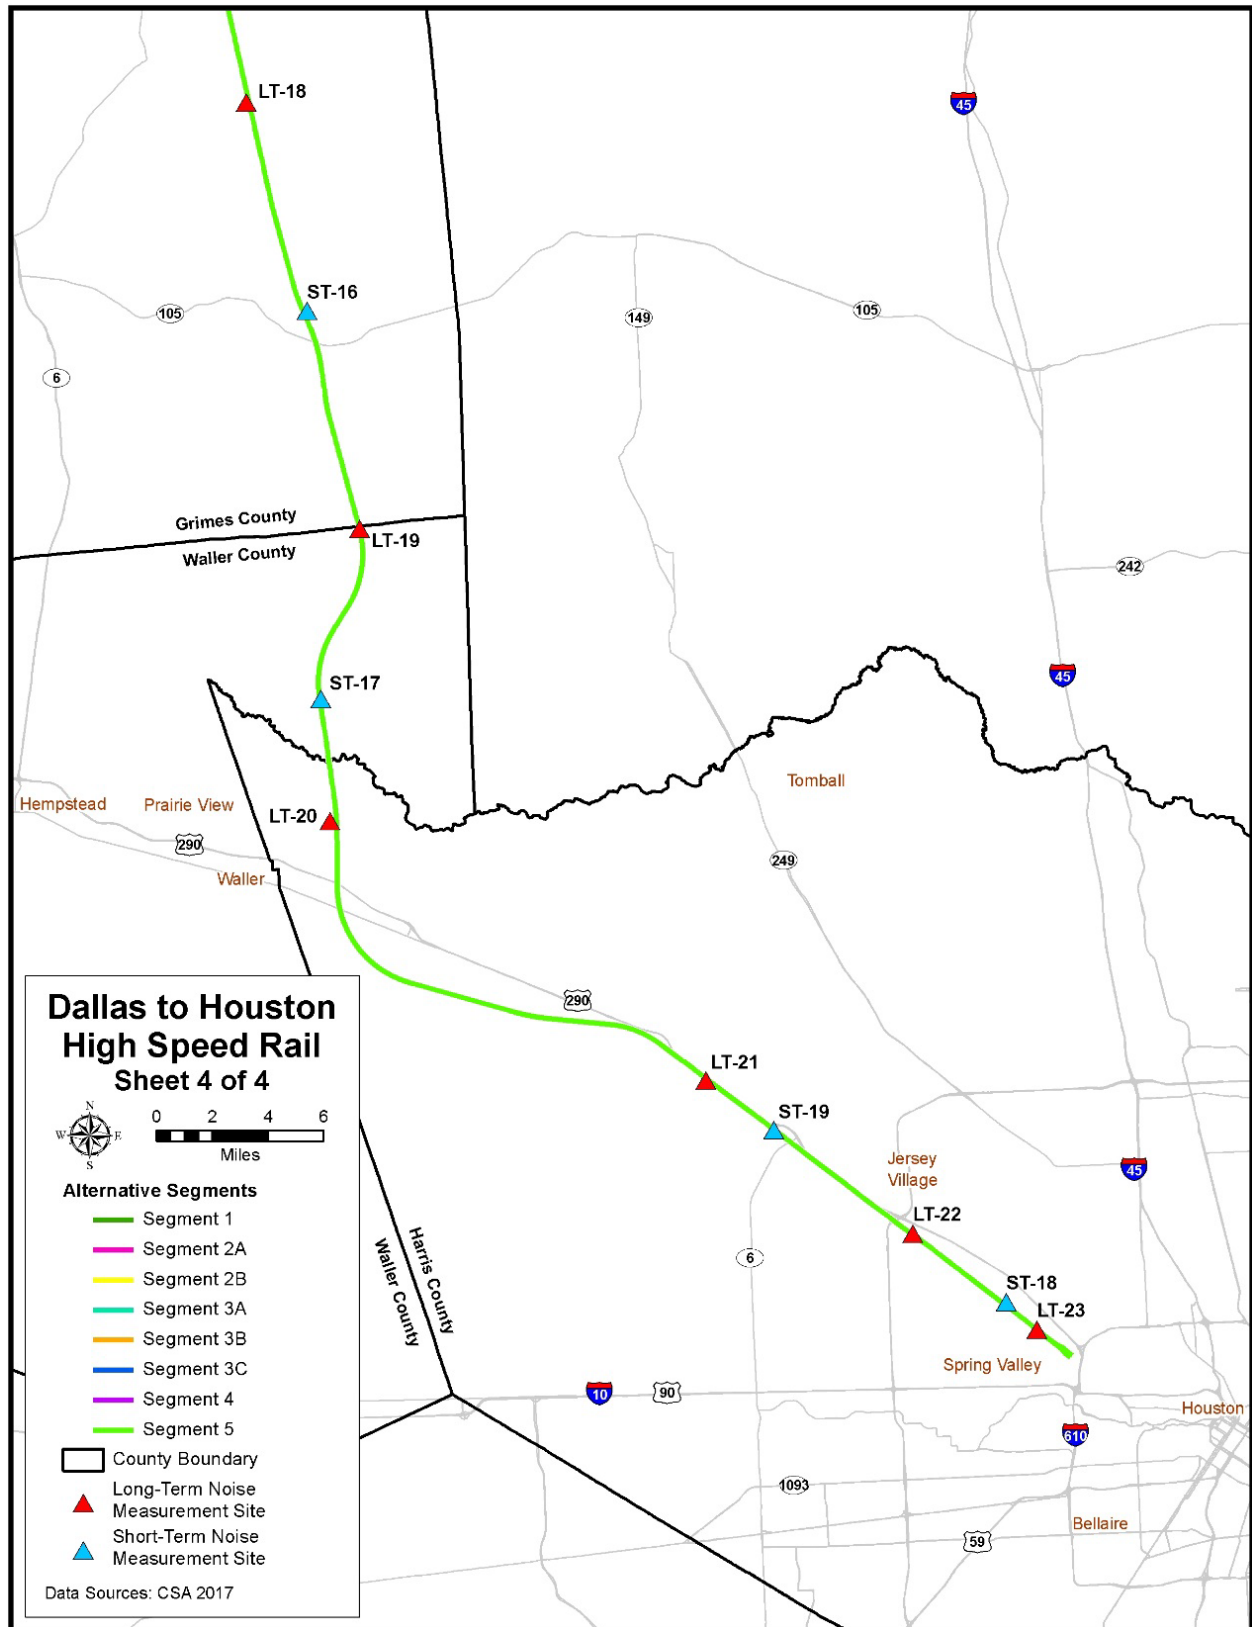 LT-18
45
ST-16
105
149
105
6
Grimes County
Waller County
LT-19
242
ST-17
45
Hempstead
Prairie View
LT-20
Tomball
290
Waller
249
290
LT-21
ST-19
Jersey
Village
45
LT-22
6
Harris County
Waller County
ST-18
LT-23
Spring Valley
10
90
Houston
610
1093
Bellaire
59
Dallas to Houston
High Speed Rail
Sheet 4 of 4
N
W E
S
0 2 4 6
Miles
Alternative Segments
Segment 1
Segment 2A
Segment 2B
Segment 3A
Segment 3B
Segment 3C
Segment 4
Segment 5
County Boundary
Long-Term Noise
Measurement Site
Short-Term Noise
Measurement Site
Data Sources: CSA 2017